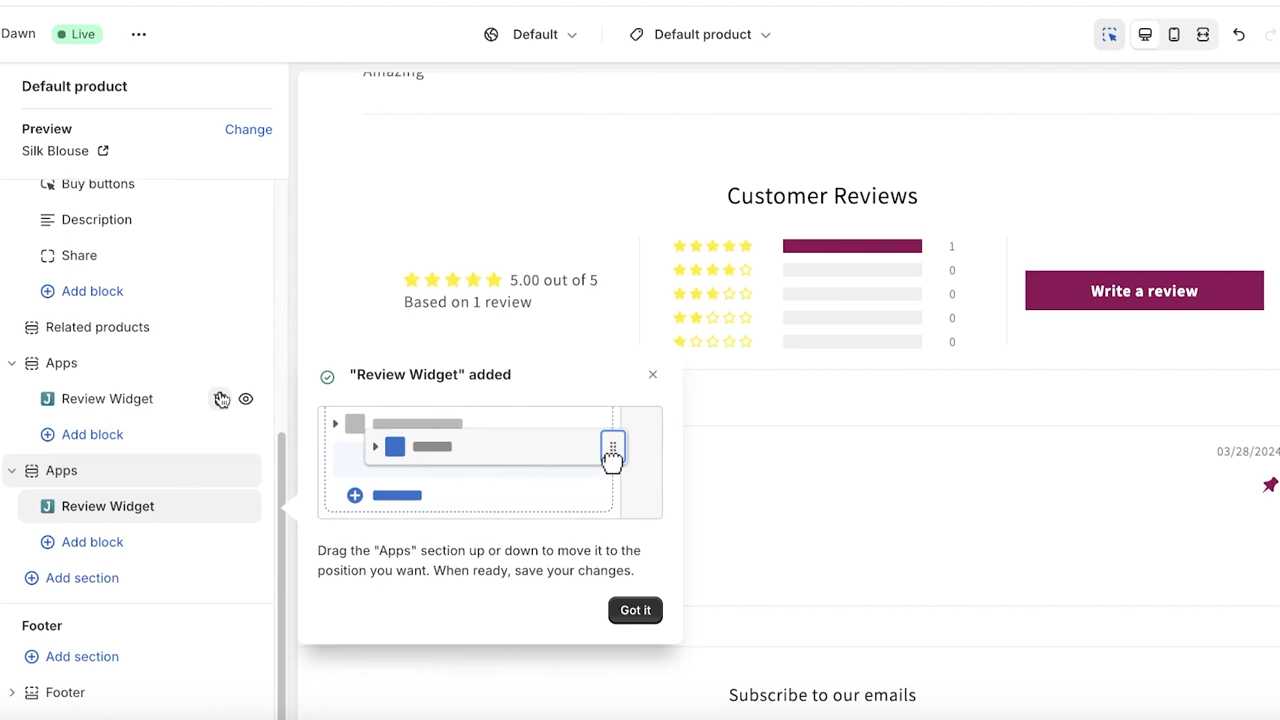 Dawn
Live
Default
Default product
Default product
Preview
Change
Silk Blouse
Buy buttons
Description
Share
Add block
Related products
Apps
J Review Widget
Add block
Apps
J Review Widget
Add block
Add section
Footer
Add section
Footer
Amazing
Customer Reviews
5.00 out of 5
Based on 1 review
1
0
0
0
0
Write a review
"Review Widget" added
Drag the "Apps" section up or down to move it to the
position you want. When ready, save your changes.
Got it
03/28/2024
Subscribe to our emails